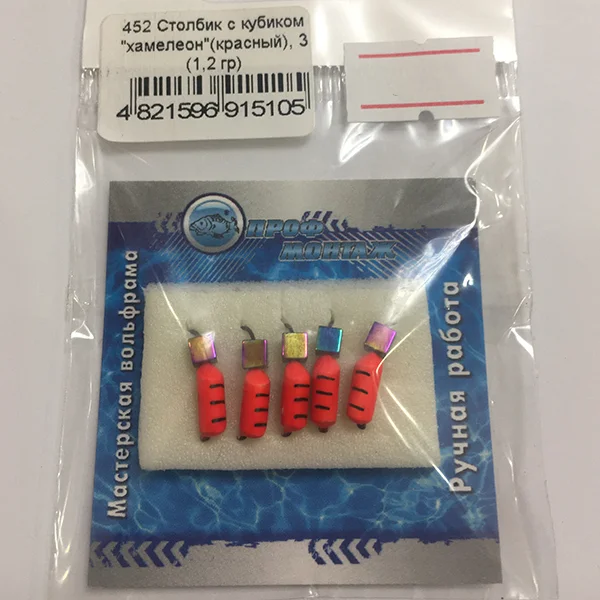 452 Столбик с кубиком
"хамелеон"(красный), 3
(1,2 гр)
4 821596 915105
ПРОФ
МОНТАЖ
Мастерская вольфрама
Ручная работа